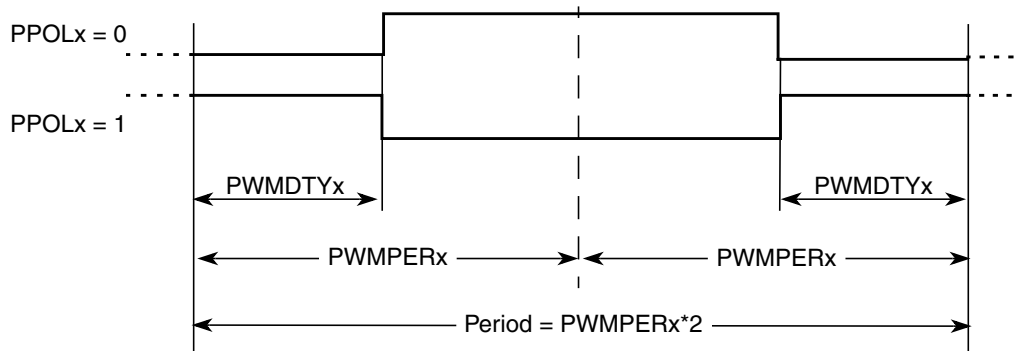 PPOLx = 0
PPOLx = 1
PWMDTYx
PWMDTYx
PWMPERx
PWMPERx
Period = PWMPERx*2